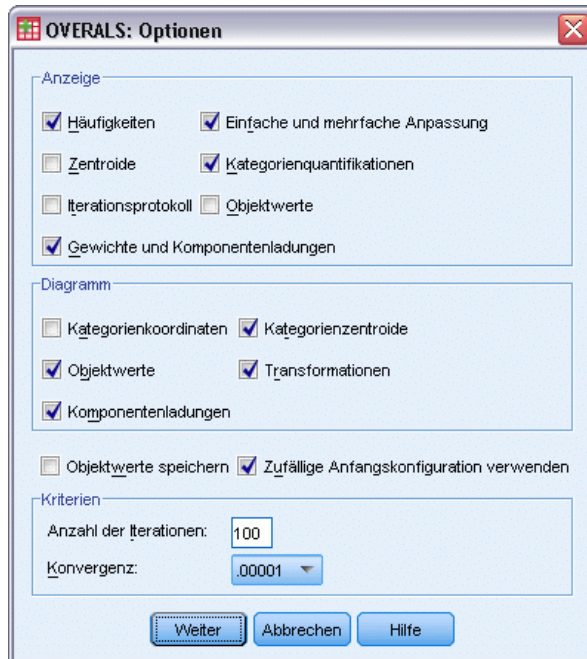 OVERALS: Optionen
Anzeige
Häufigkeiten Einfache und mehrfache Anpassung
Zentroide Kategorienquantifikationen
Iterationsprotokoll Objektwerte
Gewichte und Komponentenladungen
Diagramm
Kategorienkoordinaten Kategorienzentroide
Objektwerte Transformationen
Komponentenladungen
Objektwerte speichern Zufällige Anfangskonfiguration verwenden
Kriterien
Anzahl der Iterationen: 100
Konvergenz: .00001
Weiter Abbrechen Hilfe